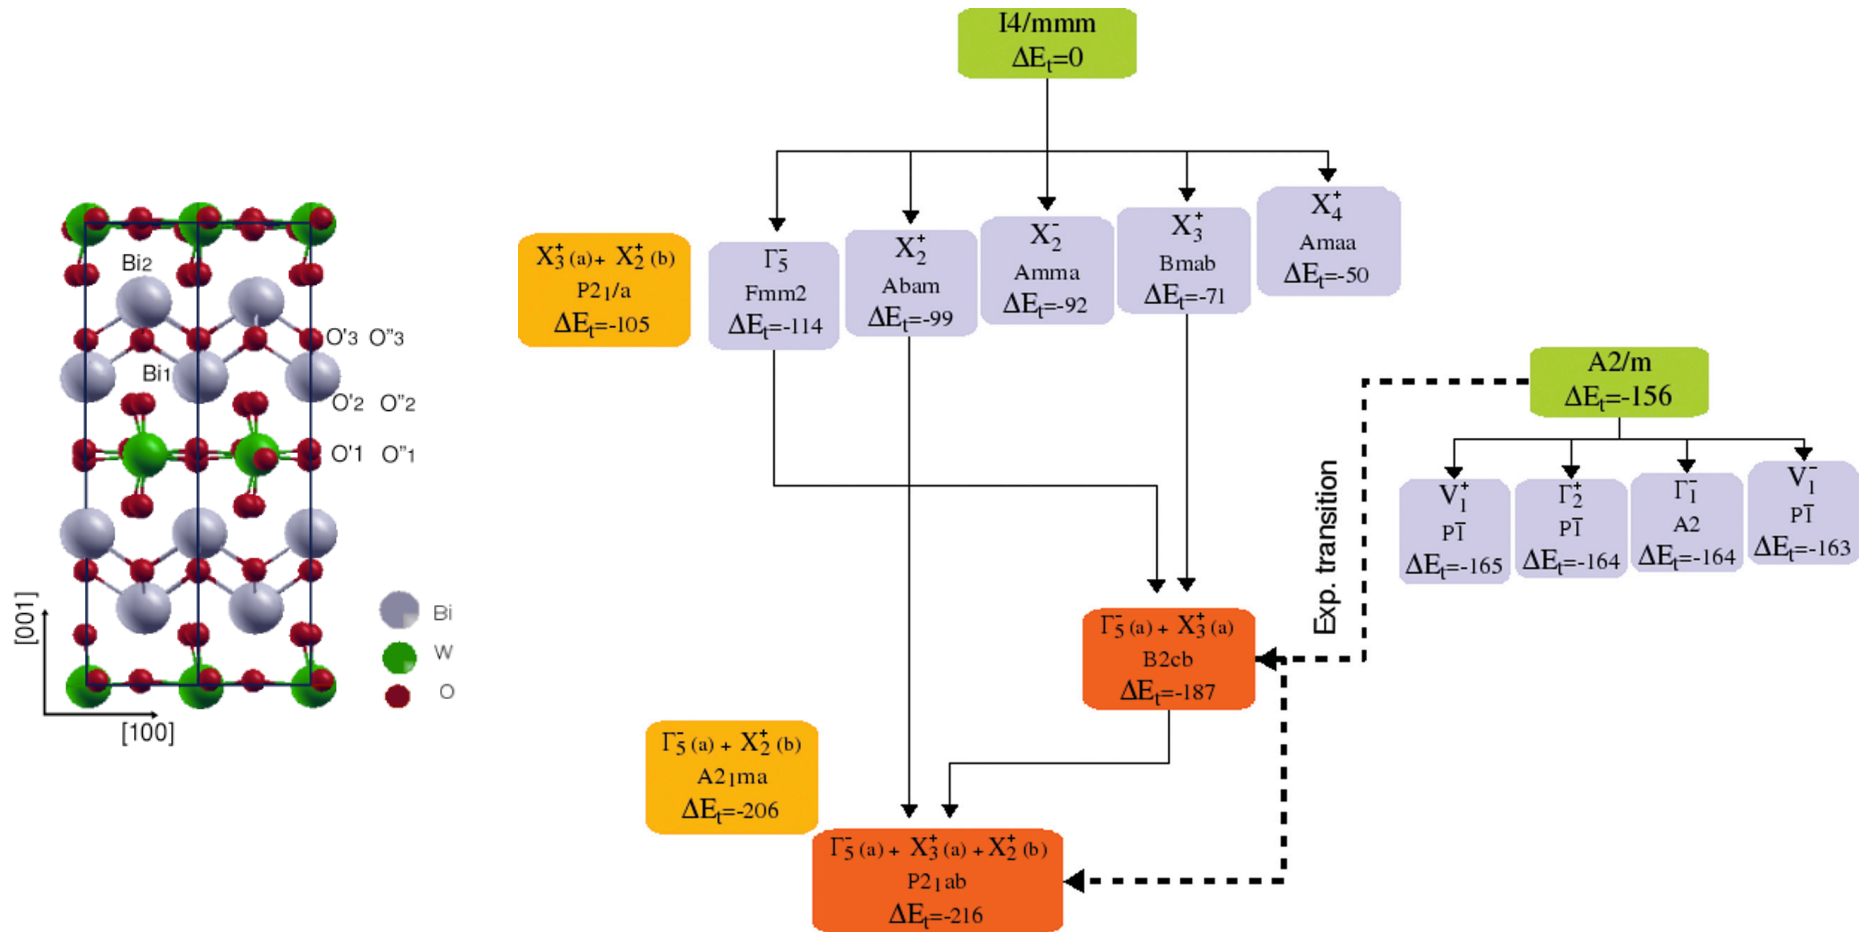 Bi2
Bi1
O'3 O"3
O'2 O"2
O'1 O"1
[001]
[100]
Bi
W
O
I4/mmm
ΔEt=0
X3+(a)+ X2+(b)
P21/a
ΔEt=-105
Γ5-
Fmm2
ΔEt=-114
X2+
Abam
ΔEt=-99
X2-
Amma
ΔEt=-92
X3+
Bmab
ΔEt=-71
X4+
Amaa
ΔEt=-50
A2/m
ΔEt=-156
V1+
P1̄
ΔEt=-165
Γ2+
P1̄
ΔEt=-164
Γ1-
A2
ΔEt=-164
V1-
P1̄
ΔEt=-163
Exp. transition
Γ5-(a)+ X3+(a)
B2cb
ΔEt=-187
Γ5-(a)+ X2+(b)
A21ma
ΔEt=-206
Γ5-(a)+ X3+(a)+X2+(b)
P21ab
ΔEt=-216